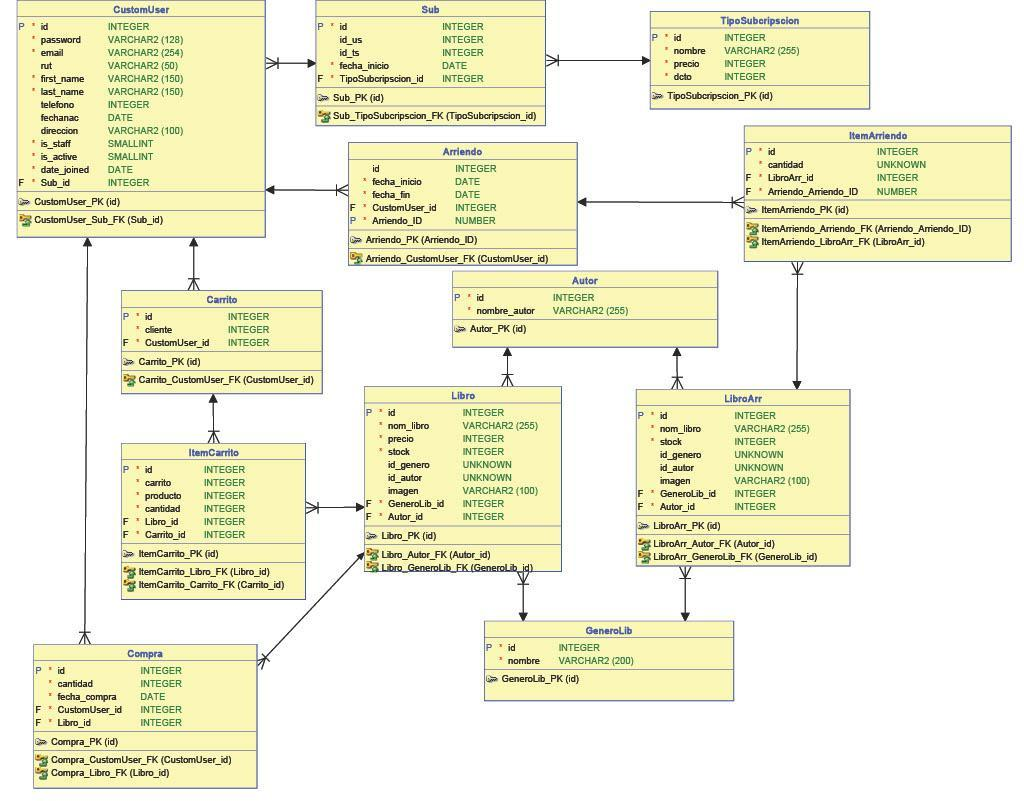 CustomUser
P * id INTEGER
* password VARCHAR2 (128)
* email VARCHAR2 (254)
rut VARCHAR2 (50)
* first_name VARCHAR2 (150)
* last_name VARCHAR2 (150)
telefono INTEGER
fechanac DATE
direccion VARCHAR2 (100)
* is_staff SMALLINT
* is_active SMALLINT
* date_joined DATE
F * Sub_id INTEGER
CustomUser_PK (id)
CustomUser_Sub_FK (Sub_id)
Sub
P * id INTEGER
id_us INTEGER
id_ts INTEGER
* fecha_inicio DATE
F * TipoSubcripscion_id INTEGER
Sub_PK (id)
Sub_TipoSubcripscion_FK (TipoSubcripscion_id)
TipoSubcripscion
P * id INTEGER
* nombre VARCHAR2 (255)
* precio INTEGER
* dcto INTEGER
TipoSubcripscion_PK (id)
Arriendo
id INTEGER
* fecha_inicio DATE
* fecha_fin DATE
F * CustomUser_id INTEGER
P * Arriendo_ID NUMBER
Arriendo_PK (Arriendo_ID)
Arriendo_CustomUser_FK (CustomUser_id)
ItemArriendo
P * id INTEGER
* cantidad UNKNOWN
F * LibroArr_id INTEGER
F * Arriendo_Arriendo_ID NUMBER
ItemArriendo_PK (id)
ItemArriendo_Arriendo_FK (Arriendo_Arriendo_ID)
ItemArriendo_LibroArr_FK (LibroArr_id)
Autor
P * id INTEGER
* nombre_autor VARCHAR2 (255)
Autor_PK (id)
Carrito
P * id INTEGER
* cliente INTEGER
F * CustomUser_id INTEGER
Carrito_PK (id)
Carrito_CustomUser_FK (CustomUser_id)
Libro
P * id INTEGER
* nom_libro VARCHAR2 (255)
* precio INTEGER
* stock INTEGER
id_genero UNKNOWN
id_autor UNKNOWN
imagen VARCHAR2 (100)
F * GeneroLib_id INTEGER
F * Autor_id INTEGER
Libro_PK (id)
Libro_Autor_FK (Autor_id)
Libro_GeneroLib_FK (GeneroLib_id)
LibroArr
P * id INTEGER
* nom_libro VARCHAR2 (255)
* stock INTEGER
id_genero UNKNOWN
id_autor UNKNOWN
imagen VARCHAR2 (100)
F * GeneroLib_id INTEGER
F * Autor_id INTEGER
LibroArr_PK (id)
LibroArr_Autor_FK (Autor_id)
LibroArr_GeneroLib_FK (GeneroLib_id)
ItemCarrito
P * id INTEGER
* carrito INTEGER
* producto INTEGER
* cantidad INTEGER
F * Libro_id INTEGER
F * Carrito_id INTEGER
ItemCarrito_PK (id)
ItemCarrito_Libro_FK (Libro_id)
ItemCarrito_Carrito_FK (Carrito_id)
GeneroLib
P * id INTEGER
* nombre VARCHAR2 (200)
GeneroLib_PK (id)
Compra
P * id INTEGER
* cantidad INTEGER
* fecha_compra DATE
F * CustomUser_id INTEGER
F * Libro_id INTEGER
Compra_PK (id)
Compra_CustomUser_FK (CustomUser_id)
Compra_Libro_FK (Libro_id)